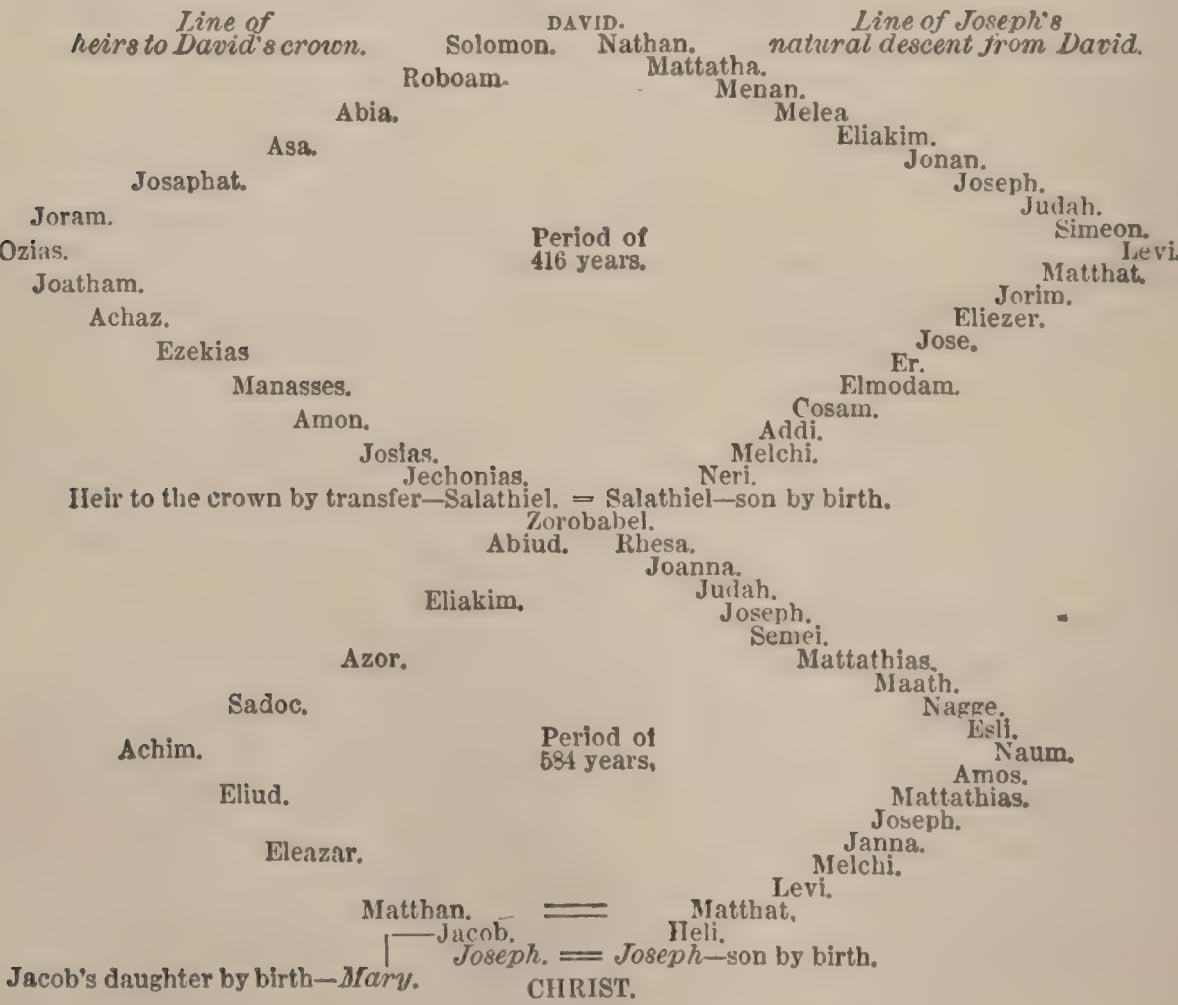 Line of
heirs to David's crown.
DAVID.
Line of Joseph's
natural descent from David.
Solomon. Nathan.
Mattatha.
Roboam.
Menan.
Abia.
Melea
Eliakim.
Asa.
Jonan.
Josaphat.
Joseph.
Judah.
Joram.
Simeon.
Period of
416 years.
Ozias.
Levi.
Matthat.
Joatham.
Jorim.
Achaz.
Eliezer.
Jose.
Ezekias
Er.
Manasses.
Elmodam.
Cosam.
Amon.
Addi.
Josias.
Melchi.
Jechonias.
Neri.
Heir to the crown by transfer—Salathiel. = Salathiel—son by birth.
Zorobabel.
Abiud. Rhesa.
Joanna.
Judah.
Eliakim.
Joseph.
Semei.
Azor.
Mattathias.
Maath.
Sadoc.
Nagge.
Esli.
Period of
584 years.
Achim.
Naum.
Amos.
Eliud.
Mattathias.
Joseph.
Janna.
Eleazar.
Melchi.
Levi.
Matthan. = Matthat.
Jacob. Heli.
Joseph. = Joseph—son by birth.
Jacob's daughter by birth—Mary.
CHRIST.